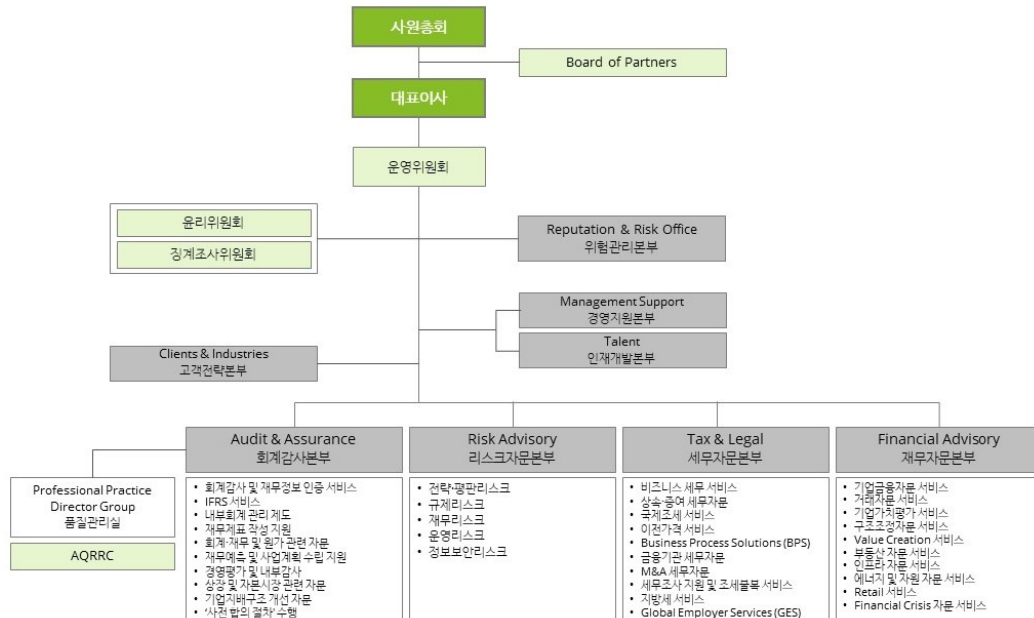 사원총회
Board of Partners
대표이사
운영위원회
윤리위원회
징계조사위원회
Reputation & Risk Office
위험관리본부
Management Support
경영지원본부
Talent
인재개발본부
Clients & Industries
고객전략본부
Audit & Assurance
회계감사본부
Risk Advisory
리스크자문본부
Tax & Legal
세무자문본부
Financial Advisory
재무자문본부
Professional Practice
Director Group
품질관리실
AQRRC
• 회계감사 및 재무정보 인증 서비스
• IFRS 서비스
• 내부회계 관리 제도
• 재무제표 작성 지원
• 회계·재무 및 원가 관련 자문
• 재무예측 및 사업계획 수립 지원
• 경영평가 및 내부감사
• 상장 및 자본시장 관련 자문
• 기업지배구조 개선 자문
• ‘사전 합의 절차’ 수행
• 전략·평판리스크
• 규제리스크
• 재무리스크
• 운영리스크
• 정보보안리스크
• 비즈니스 세무 서비스
• 상속·증여 세무자문
• 국제조세 서비스
• 이전가격 서비스
• Business Process Solutions (BPS)
• 금융기관 세무자문
• M&A 세무자문
• 세무조사 지원 및 조세불복 서비스
• 지방세 서비스
• Global Employer Services (GES)
• 기업금융자문 서비스
• 거래자문 서비스
• 기업가치평가 서비스
• 구조조정자문 서비스
• Value Creation 서비스
• 부동산 자문 서비스
• 인프라 자문 서비스
• 에너지 및 자원 자문 서비스
• Retail 서비스
• Financial Crisis 자문 서비스